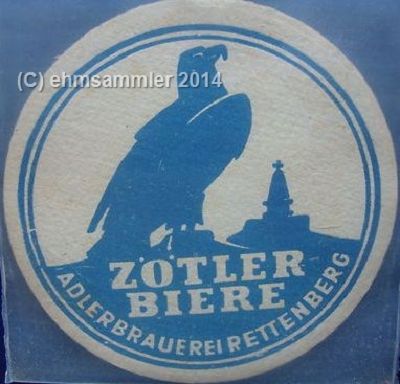 (C) ehmsammler 2014
ZÖTLER
BIERE
ADLERBRAUEREI RETTENBERG